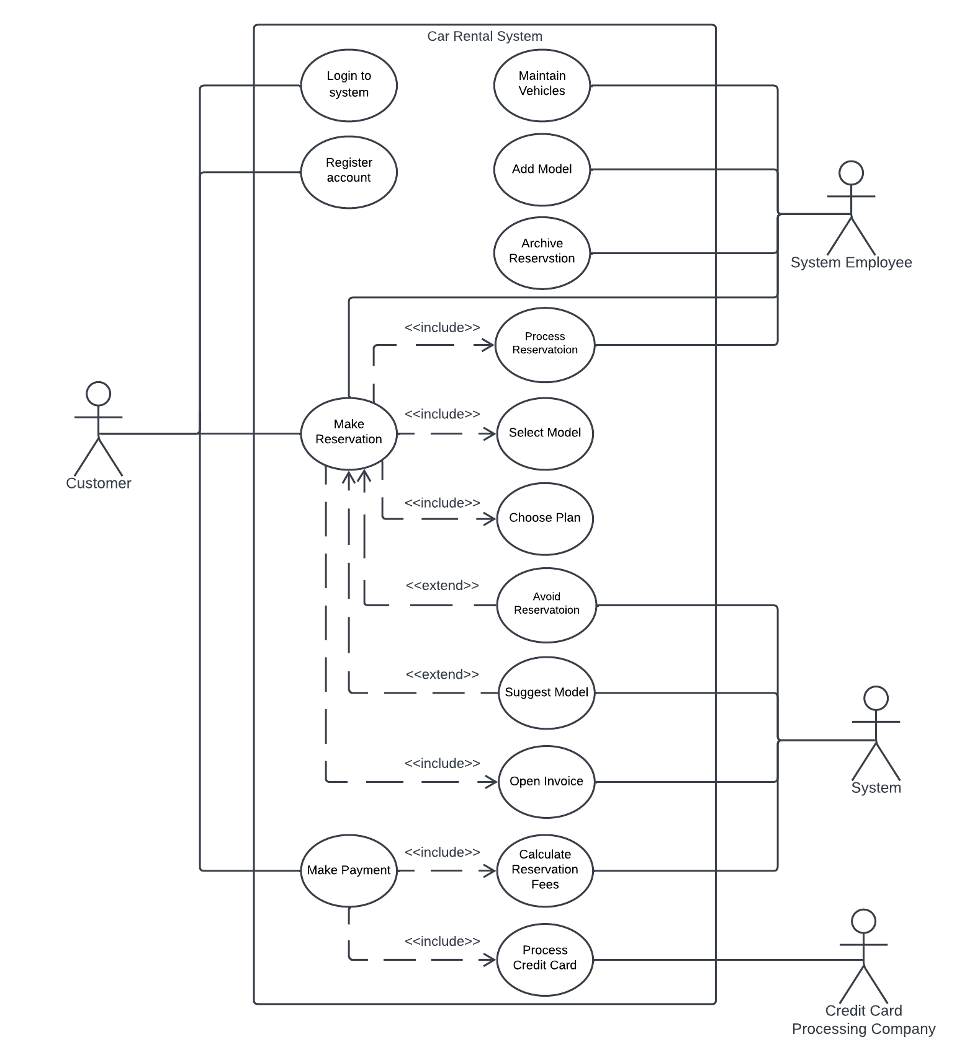 Car Rental System
Login to
system
Maintain
Vehicles
Register
account
Add Model
Archive
Reservstion
System Employee
<<include>>
Process
Reservatoion
Make
Reservation
<<include>>
Select Model
Customer
<<include>>
Choose Plan
<<extend>>
Avoid
Reservatoion
<<extend>>
Suggest Model
<<include>>
Open Invoice
System
Make Payment
<<include>>
Calculate
Reservation
Fees
<<include>>
Process
Credit Card
Credit Card
Processing Company